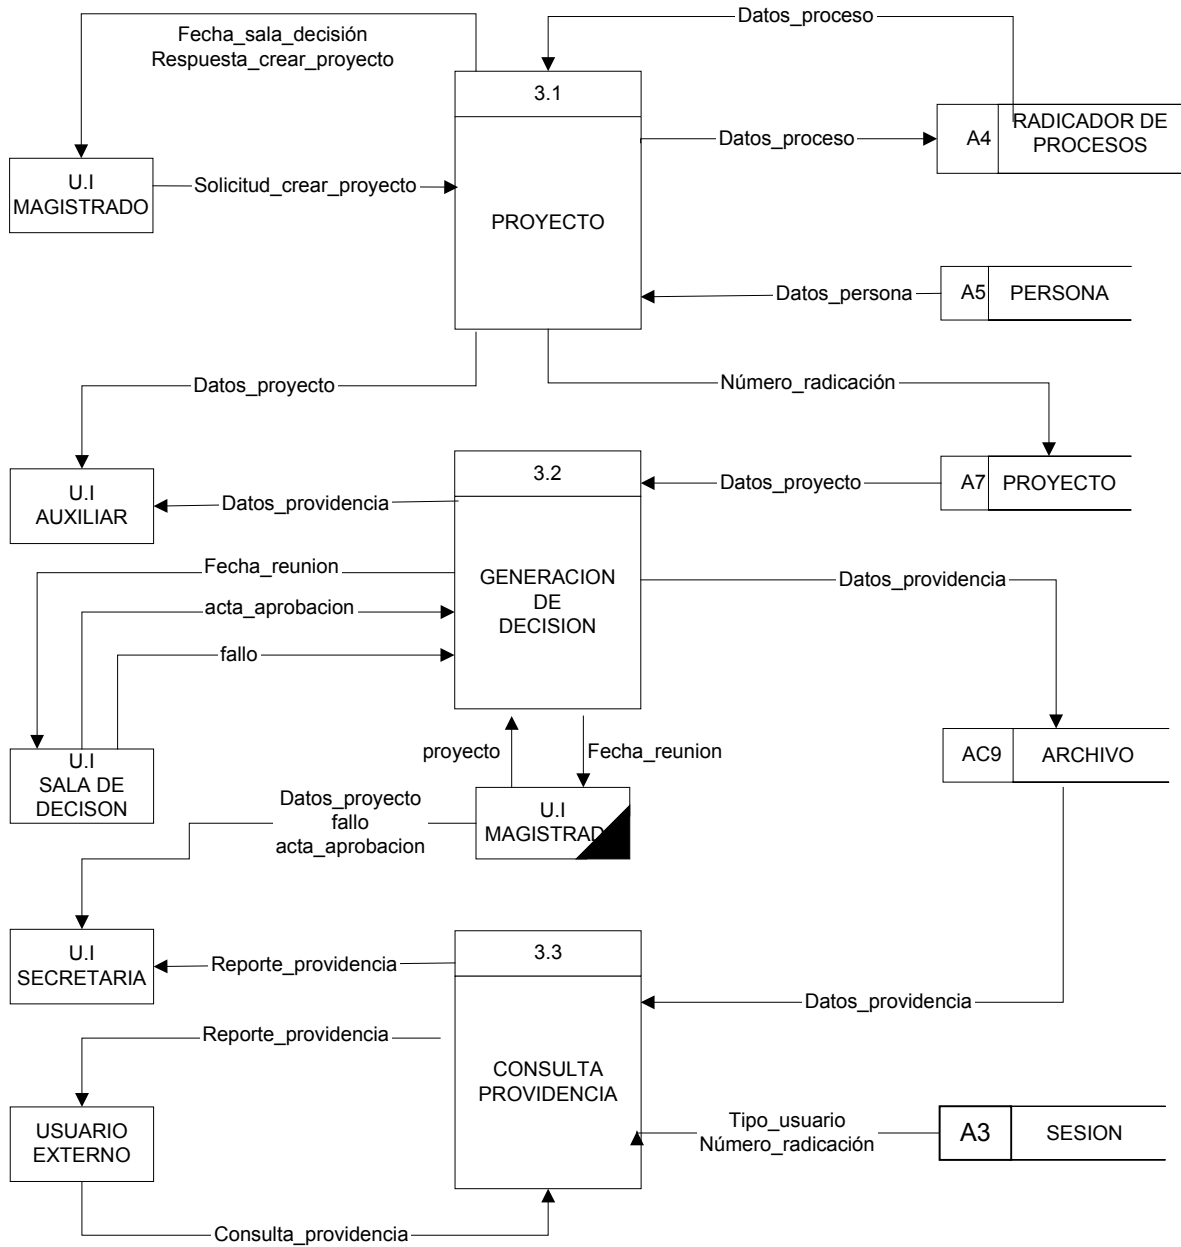 Datos_proceso
Fecha_sala_decisión
Respuesta_crear_proyecto
3.1
Datos_proceso
A4
RADICADOR DE
PROCESOS
U.I
MAGISTRADO
Solicitud_crear_proyecto
PROYECTO
Datos_persona
A5
PERSONA
Datos_proyecto
Número_radicación
3.2
U.I
AUXILIAR
Datos_providencia
Datos_proyecto
A7
PROYECTO
Fecha_reunion
acta_aprobacion
fallo
GENERACION
DE
DECISION
Datos_providencia
U.I
SALA DE
DECISON
proyecto
Fecha_reunion
AC9
ARCHIVO
Datos_proyecto
fallo
acta_aprobacion
U.I
MAGISTRAD
U.I
SECRETARIA
Reporte_providencia
3.3
Datos_providencia
Reporte_providencia
CONSULTA
PROVIDENCIA
USUARIO
EXTERNO
Tipo_usuario
Número_radicación
A3
SESION
Consulta_providencia